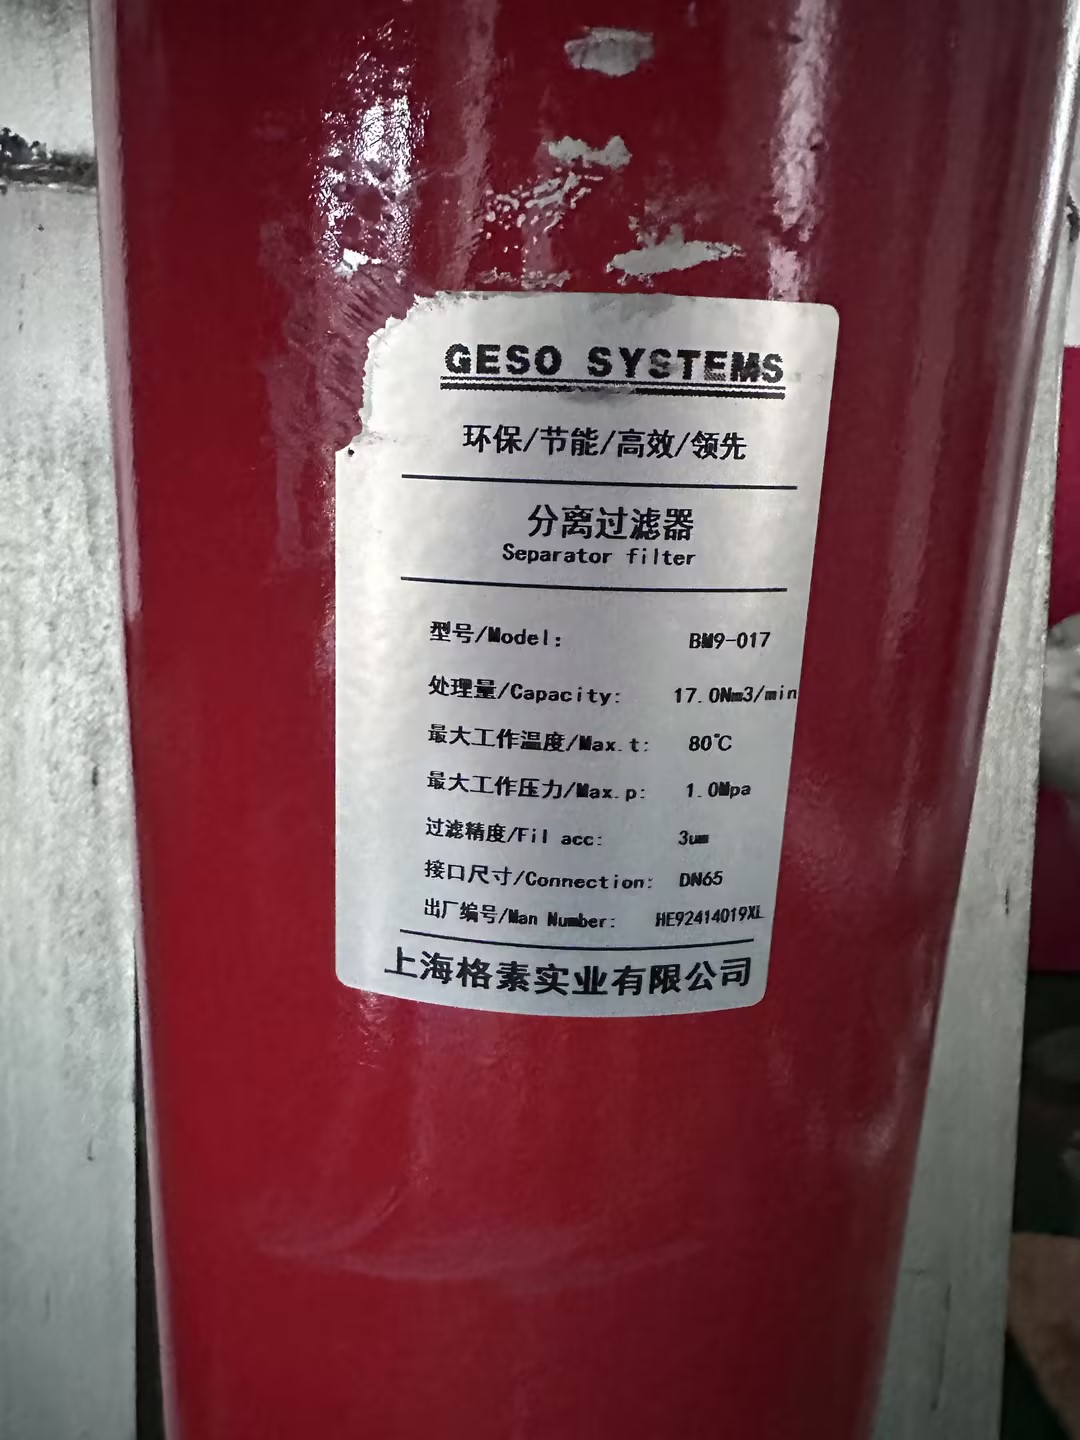 GESO SYSTEMS
环保/节能/高效/领先
分离过滤器
Separator filter
型号/Model: BM9-017
处理量/Capacity: 17.0Nm3/min
最大工作温度/Max.t: 80℃
最大工作压力/Max.p: 1.0Mpa
过滤精度/Fil acc: 3um
接口尺寸/Connection: DN65
出厂编号/Man Number: HE92414019XL
上海格素实业有限公司